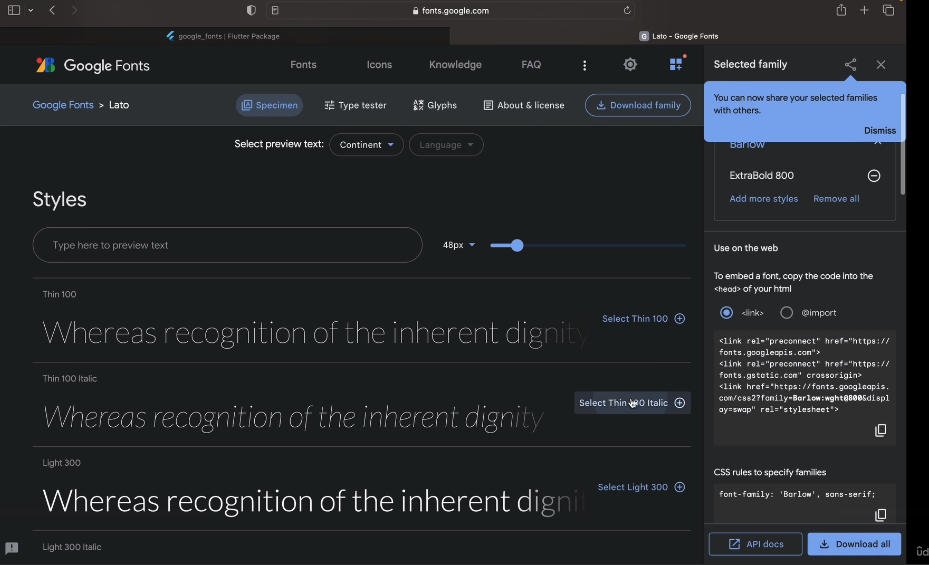 fonts.google.com
google_fonts | Flutter Package
G Lato - Google Fonts
Google Fonts
Fonts
Icons
Knowledge
FAQ
Selected family
Google Fonts > Lato
Specimen
Type tester
Glyphs
About & license
Download family
You can now share your selected families
with others.
Dismiss
Barlow
Select preview text:
Continent
Language
ExtraBold 800
Add more styles
Remove all
Styles
Type here to preview text
48px
Use on the web
To embed a font, copy the code into the
<head> of your html
<link>
@import
Thin 100
Whereas recognition of the inherent dignity
Select Thin 100
<link rel="preconnect" href="https://
fonts.googleapis.com">
<link rel="preconnect" href="https://
fonts.gstatic.com" crossorigin>
<link href="https://fonts.googleapis.
com/css2?family=Barlow:wght@800&displ
ay=swap" rel="stylesheet">
Thin 100 Italic
Whereas recognition of the inherent dignity
Select Thin 100 Italic
Light 300
Whereas recognition of the inherent digni
Select Light 300
CSS rules to specify families
font-family: 'Barlow', sans-serif;
Light 300 Italic
API docs
Download all
ûd